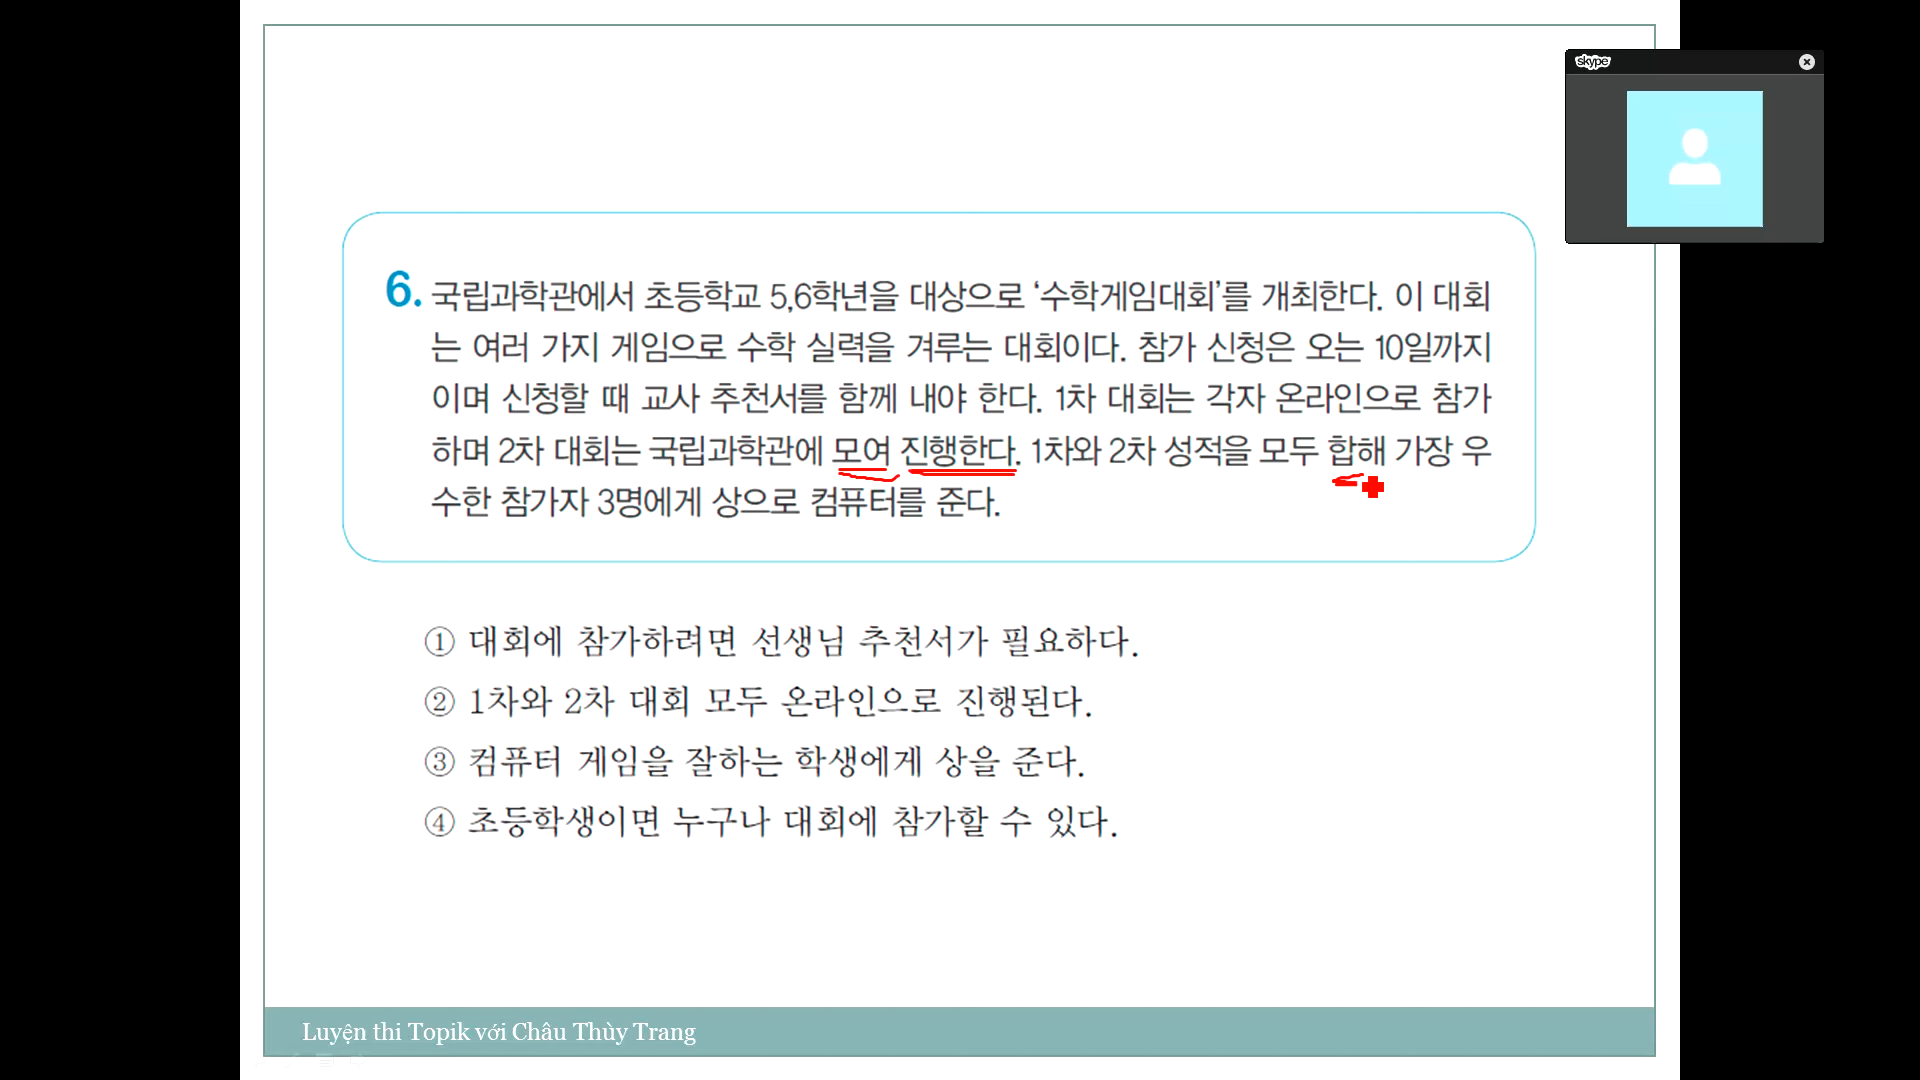 skype
6. 국립과학관에서 초등학교 5,6학년을 대상으로 ‘수학게임대회’를 개최한다. 이 대회
는 여러 가지 게임으로 수학 실력을 겨루는 대회이다. 참가 신청은 오는 10일까지
이며 신청할 때 교사 추천서를 함께 내야 한다. 1차 대회는 각자 온라인으로 참가
하며 2차 대회는 국립과학관에 모여 진행한다. 1차와 2차 성적을 모두 합해 가장 우
수한 참가자 3명에게 상으로 컴퓨터를 준다.
① 대회에 참가하려면 선생님 추천서가 필요하다.
② 1차와 2차 대회 모두 온라인으로 진행된다.
③ 컴퓨터 게임을 잘하는 학생에게 상을 준다.
④ 초등학생이면 누구나 대회에 참가할 수 있다.
Luyện thi Topik với Châu Thùy Trang